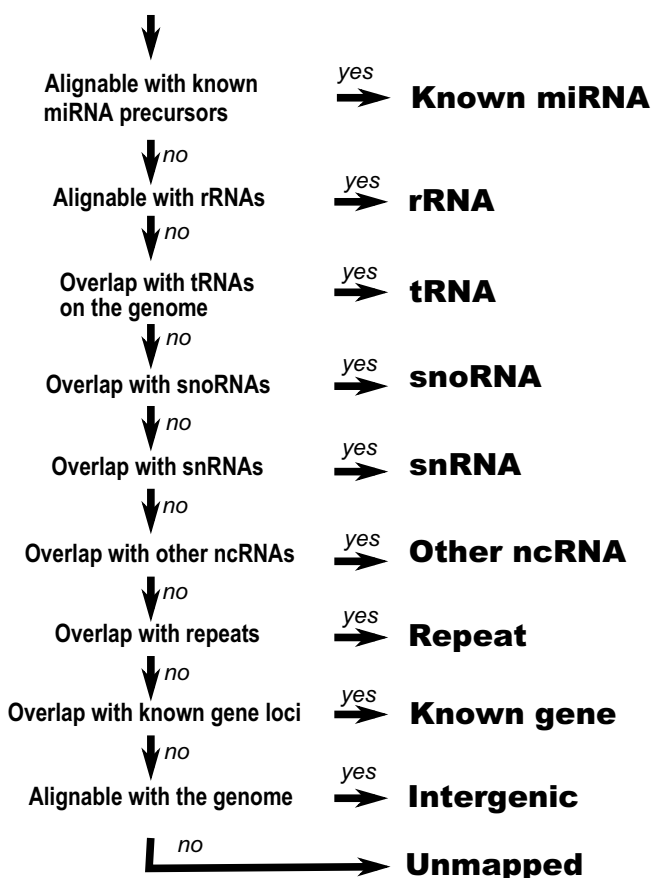 Alignable with known
miRNA precursors
yes
Known miRNA
no
Alignable with rRNAs
yes
rRNA
no
Overlap with tRNAs
on the genome
yes
tRNA
no
Overlap with snoRNAs
yes
snoRNA
no
Overlap with snRNAs
yes
snRNA
no
Overlap with other ncRNAs
yes
Other ncRNA
no
Overlap with repeats
yes
Repeat
no
Overlap with known gene loci
yes
Known gene
no
Alignable with the genome
yes
Intergenic
no
Unmapped